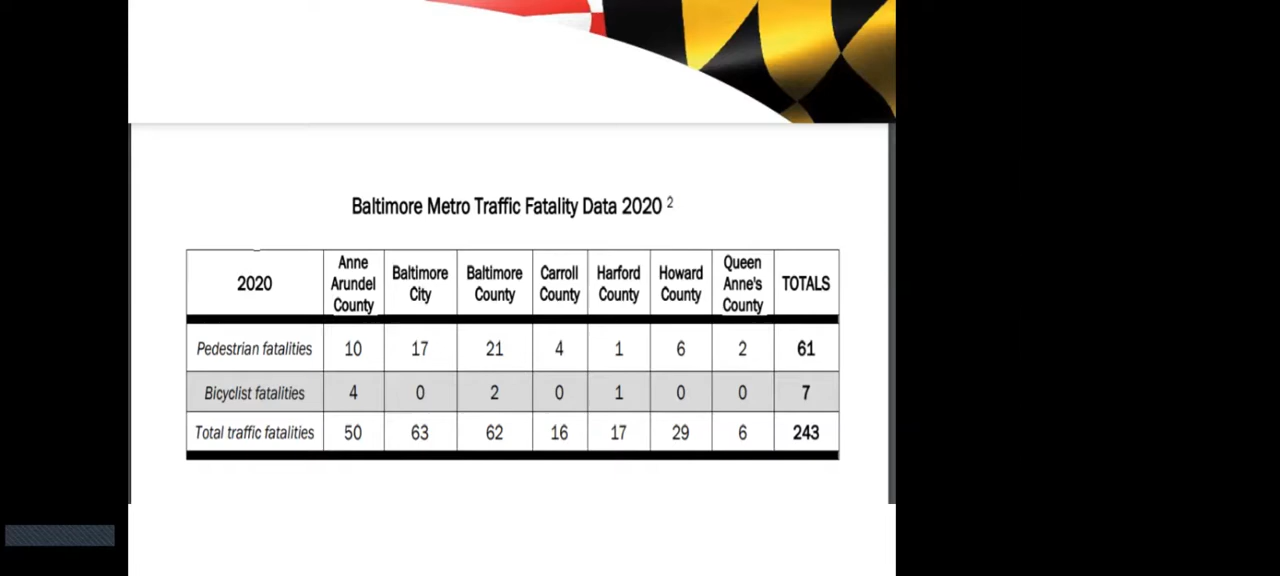 Baltimore Metro Traffic Fatality Data 2020 2
2020 Anne Arundel County Baltimore City Baltimore County Carroll County Harford County Howard County Queen Anne's County TOTALS
Pedestrian fatalities 10 17 21 4 1 6 2 61
Bicyclist fatalities 4 0 2 0 1 0 0 7
Total traffic fatalities 50 63 62 16 17 29 6 243